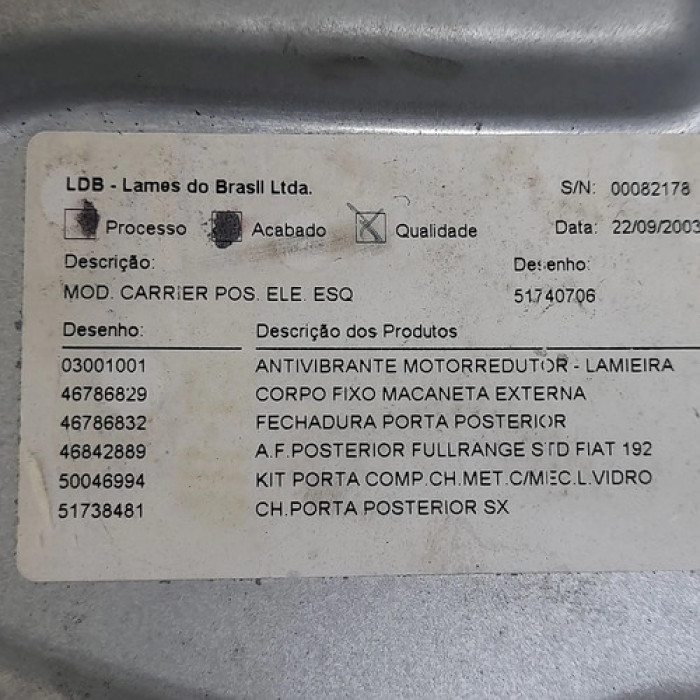 LDB - Lames do Brasil Ltda. S/N: 00082178
Processo Acabado Qualidade Data: 22/09/2003
Descrição: Desenho:
MOD. CARRIER POS. ELE. ESQ 51740706
Desenho: Descrição dos Produtos
03001001 ANTIVIBRANTE MOTORREDUTOR - LAMIEIRA
46786829 CORPO FIXO MACANETA EXTERNA
46786832 FECHADURA PORTA POSTERIOR
46842889 A.F.POSTERIOR FULLRANGE STD FIAT 192
50046994 KIT PORTA COMP.CH.MET.C/MEC.L.VIDRO
51738481 CH.PORTA POSTERIOR SX